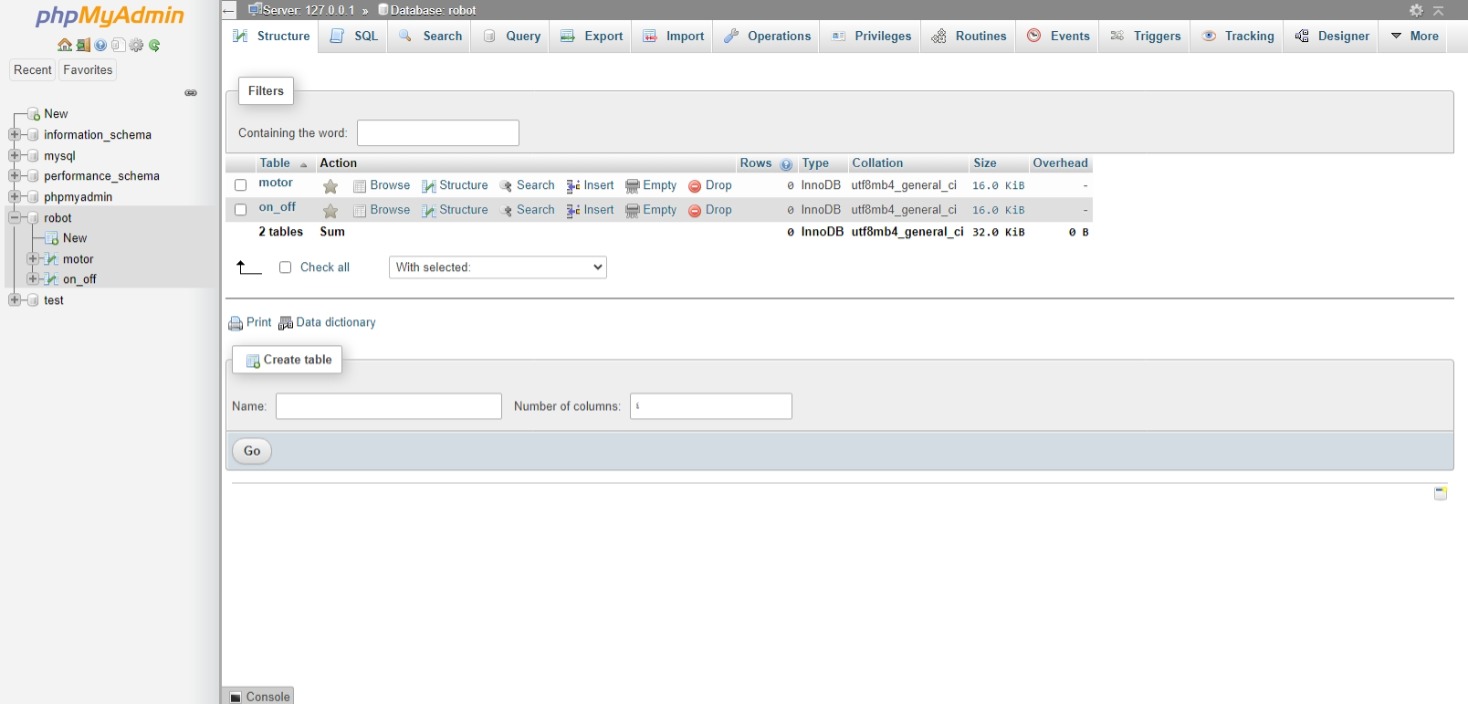 phpMyAdmin
Recent Favorites
New
information_schema
mysql
performance_schema
phpmyadmin
robot
New
motor
on_off
test
Server: 127.0.0.1 » Database: robot
Structure SQL Search Query Export Import Operations Privileges Routines Events Triggers Tracking Designer More
Filters
Containing the word:
Table Action Rows Type Collation Size Overhead
motor Browse Structure Search Insert Empty Drop 0 InnoDB utf8mb4_general_ci 16.0 KiB -
on_off Browse Structure Search Insert Empty Drop 0 InnoDB utf8mb4_general_ci 16.0 KiB -
2 tables Sum 0 InnoDB utf8mb4_general_ci 32.0 KiB 0 B
Check all With selected:
Print Data dictionary
Create table
Name: Number of columns:
Go
Console